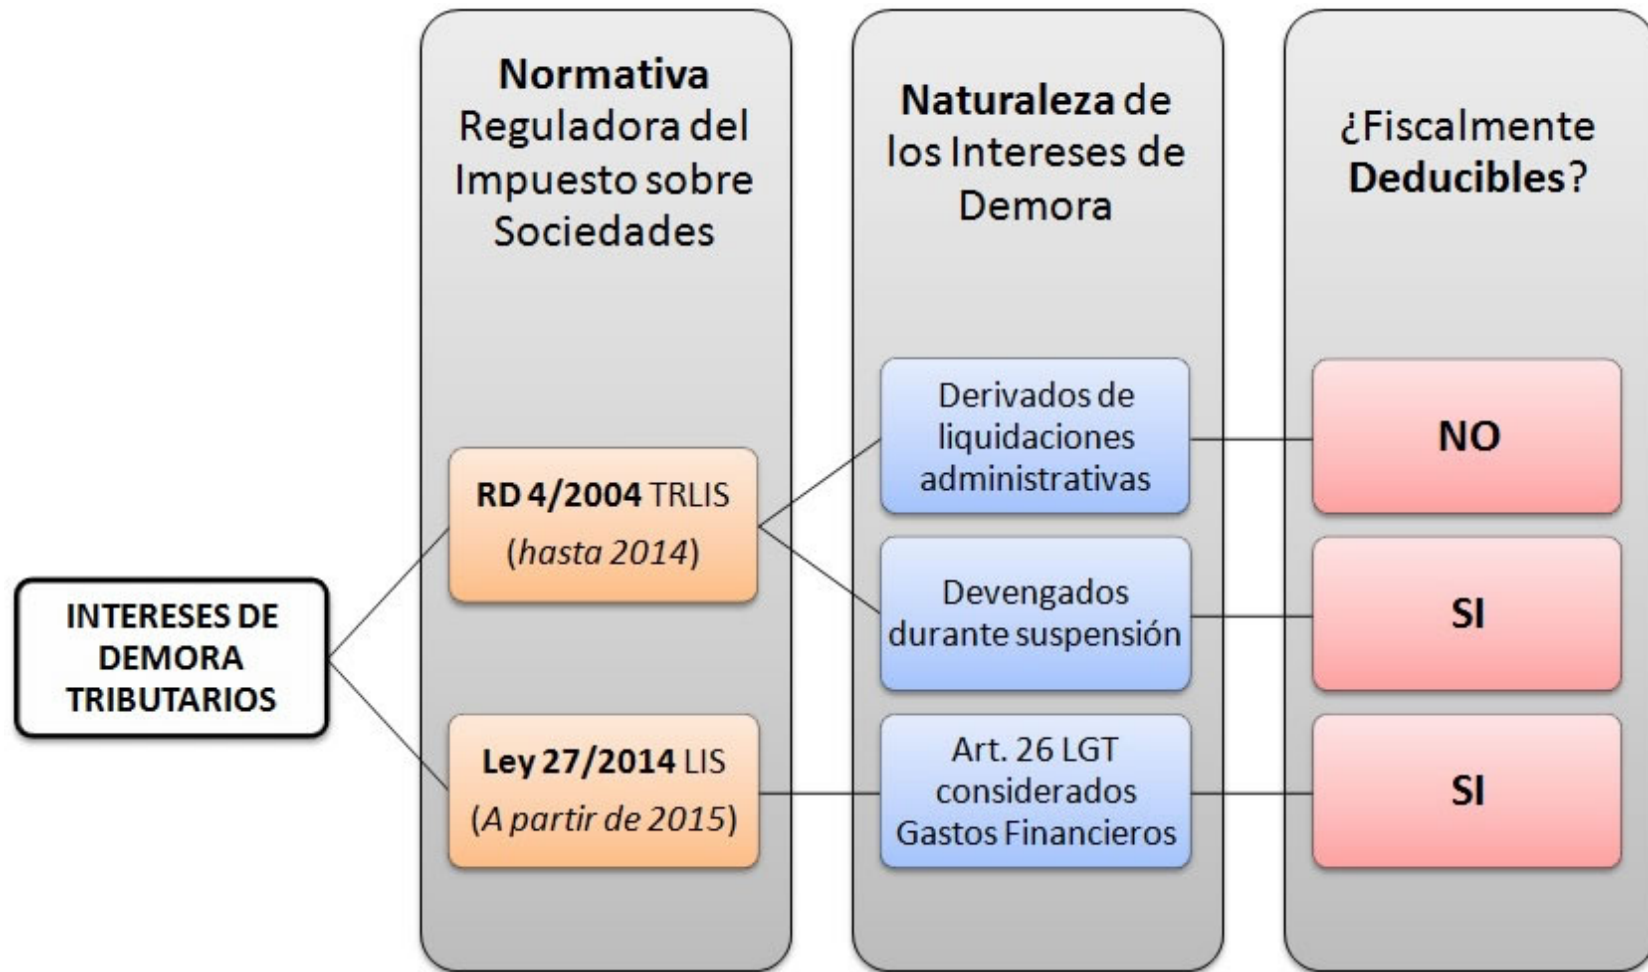 Normativa
Reguladora del
Impuesto sobre
Sociedades
Naturaleza de
los Intereses de
Demora
¿Fiscalmente
Deducibles?
INTERESES DE
DEMORA
TRIBUTARIOS
RD 4/2004 TRLIS
(hasta 2014)
Derivados de
liquidaciones
administrativas
NO
Devengados
durante suspensión
SI
Ley 27/2014 LIS
(A partir de 2015)
Art. 26 LGT
considerados
Gastos Financieros
SI